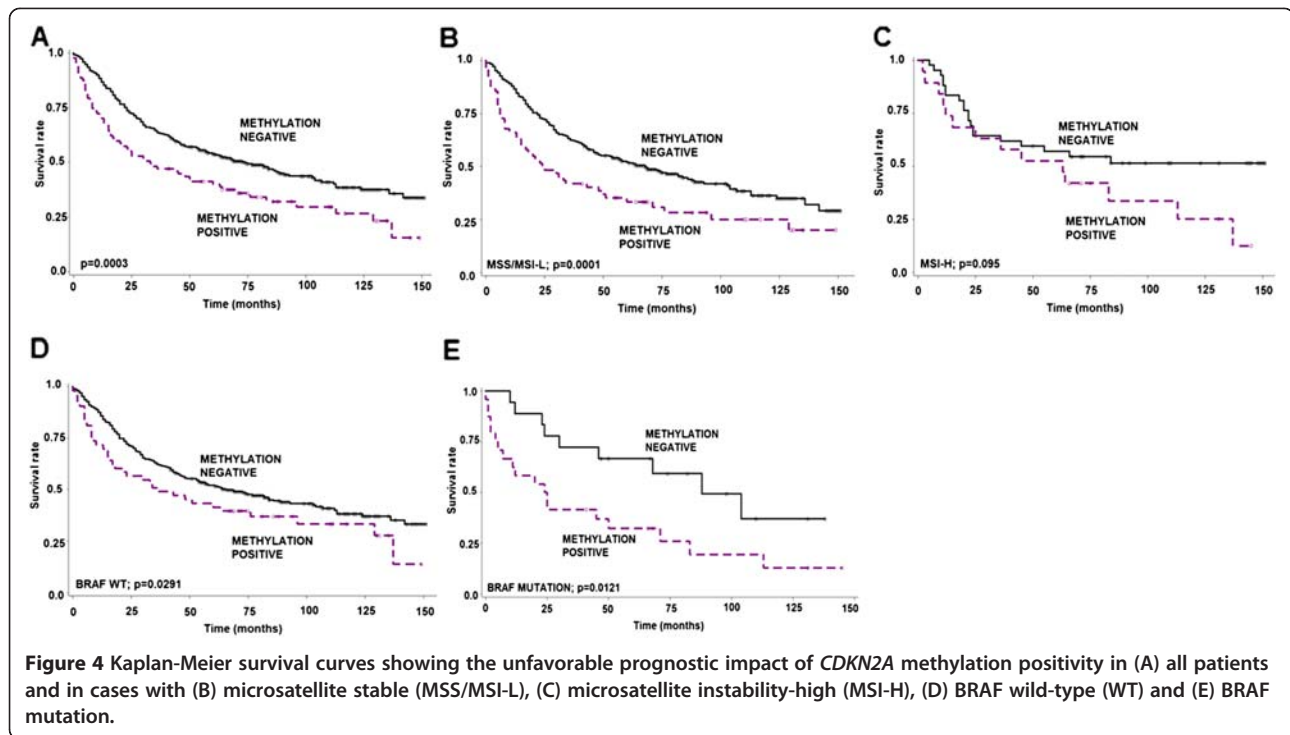 A
1.0
0.75
0.5
0.25
0.0
Survival rate
METHYLATION
NEGATIVE
METHYLATION
POSITIVE
p=0.0003
0 25 50 75 100 125 150
Time (months)
B
1.0
0.75
0.5
0.25
0.0
Survival rate
METHYLATION
NEGATIVE
METHYLATION
POSITIVE
MSS/MSI-L; p=0.0001
0 25 50 75 100 125 150
Time (months)
C
1.0
0.75
0.5
0.25
0.0
Survival rate
METHYLATION
NEGATIVE
METHYLATION
POSITIVE
MSI-H; p=0.095
0 25 50 75 100 125 150
Time (months)
D
1.0
0.75
0.5
0.25
0.0
Survival rate
METHYLATION
NEGATIVE
METHYLATION
POSITIVE
BRAF WT; p=0.0291
0 25 50 75 100 125 150
Time (months)
E
1.0
0.75
0.5
0.25
0.0
Survival rate
METHYLATION
NEGATIVE
METHYLATION
POSITIVE
BRAF MUTATION; p=0.0121
0 25 50 75 100 125 150
Time (months)
Figure 4 Kaplan-Meier survival curves showing the unfavorable prognostic impact of CDKN2A methylation positivity in (A) all patients
and in cases with (B) microsatellite stable (MSS/MSI-L), (C) microsatellite instability-high (MSI-H), (D) BRAF wild-type (WT) and (E) BRAF
mutation.